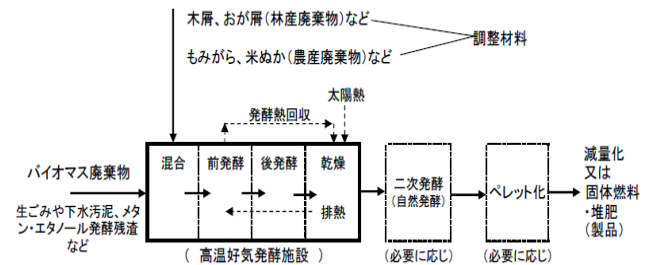 木屑、おが屑(林産廃棄物)など
もみがら、米ぬか(農産廃棄物)など
調整材料
太陽熱
発酵熱回収
バイオマス廃棄物
生ごみや下水汚泥、メタ
ン・エタノール発酵残渣
など
混合
前発酵
後発酵
乾燥
排熱
( 高温好気発酵施設 )
二次発酵
(自然発酵)
(必要に応じ)
ペレット化
(必要に応じ)
減量化
又は
固体燃料
・堆肥
(製品)